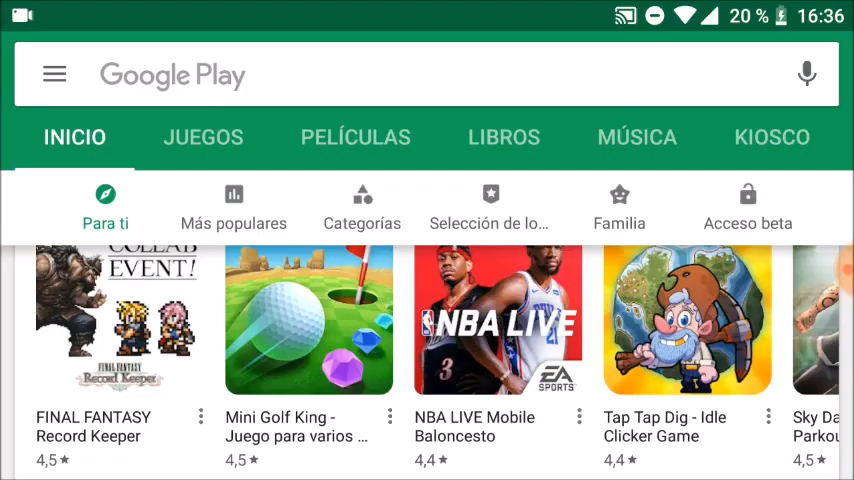 20 % 16:36
Google Play
INICIO JUEGOS PELÍCULAS LIBROS MÚSICA KIOSCO
Para ti Más populares Categorías Selección de lo... Familia Acceso beta
COLLAB
EVENT!
FINAL FANTASY
Record Keeper
NBA LIVE
3
21
EA
SPORTS
FINAL FANTASY
Record Keeper
4,5★
Mini Golf King -
Juego para varios ...
4,5★
NBA LIVE Mobile
Baloncesto
4,4★
Tap Tap Dig - Idle
Clicker Game
4,4★
Sky Da
Parkou
4,5★